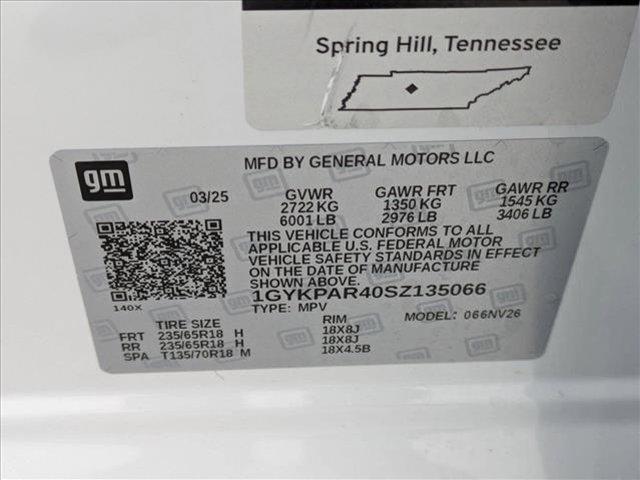 Spring Hill, Tennessee
gm
MFD BY GENERAL MOTORS LLC
03/25 GVWR GAWR FRT GAWR RR
2722 KG 1350 KG 1545 KG
6001 LB 2976 LB 3406 LB
THIS VEHICLE CONFORMS TO ALL
APPLICABLE U.S. FEDERAL MOTOR
VEHICLE SAFETY STANDARDS IN EFFECT
ON THE DATE OF MANUFACTURE
SHOWN ABOVE.
1GYKPAR40SZ135066
140X TYPE: MPV MODEL: 066NV26
TIRE SIZE RIM
FRT 235/65R18 H 18X8J
RR 235/65R18 H 18X8J
SPA T135/70R18 M 18X4.5B